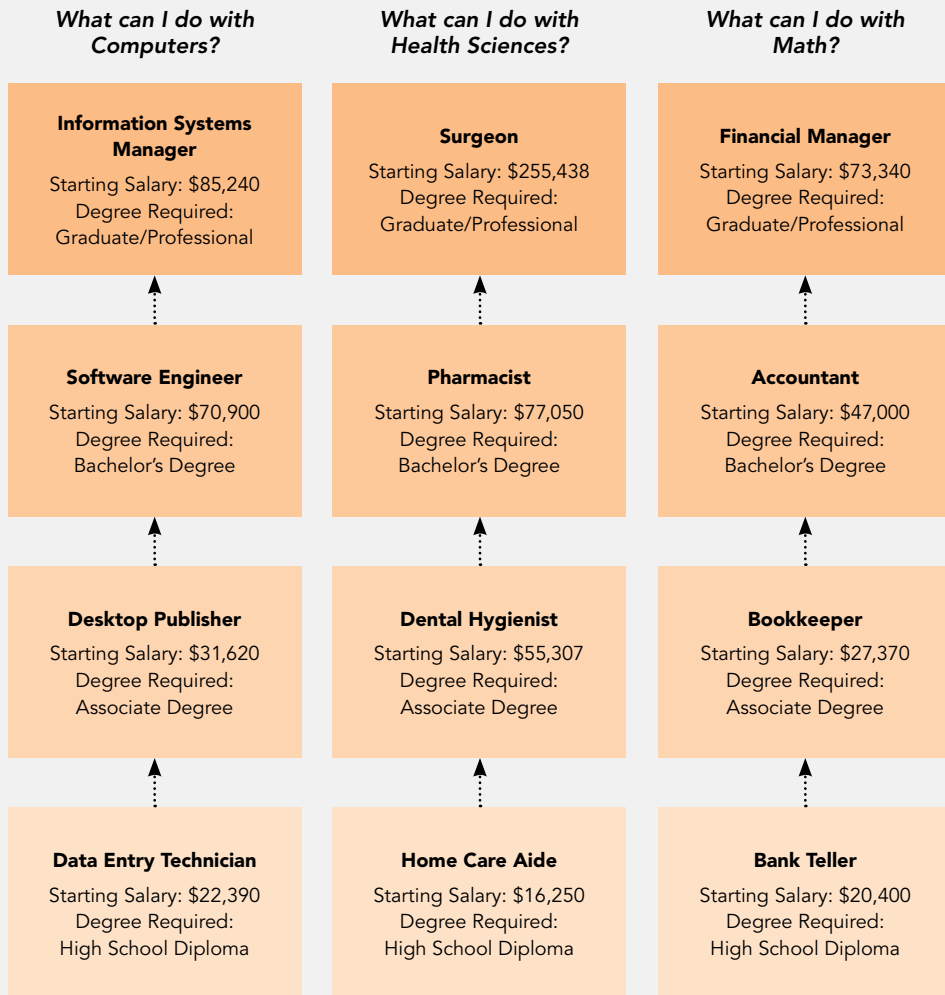 What can I do with
Computers?
What can I do with
Health Sciences?
What can I do with
Math?
Information Systems
Manager
Starting Salary: $85,240
Degree Required:
Graduate/Professional
Surgeon
Starting Salary: $255,438
Degree Required:
Graduate/Professional
Financial Manager
Starting Salary: $73,340
Degree Required:
Graduate/Professional
Software Engineer
Starting Salary: $70,900
Degree Required:
Bachelor’s Degree
Pharmacist
Starting Salary: $77,050
Degree Required:
Bachelor’s Degree
Accountant
Starting Salary: $47,000
Degree Required:
Bachelor’s Degree
Desktop Publisher
Starting Salary: $31,620
Degree Required:
Associate Degree
Dental Hygienist
Starting Salary: $55,307
Degree Required:
Associate Degree
Bookkeeper
Starting Salary: $27,370
Degree Required:
Associate Degree
Data Entry Technician
Starting Salary: $22,390
Degree Required:
High School Diploma
Home Care Aide
Starting Salary: $16,250
Degree Required:
High School Diploma
Bank Teller
Starting Salary: $20,400
Degree Required:
High School Diploma